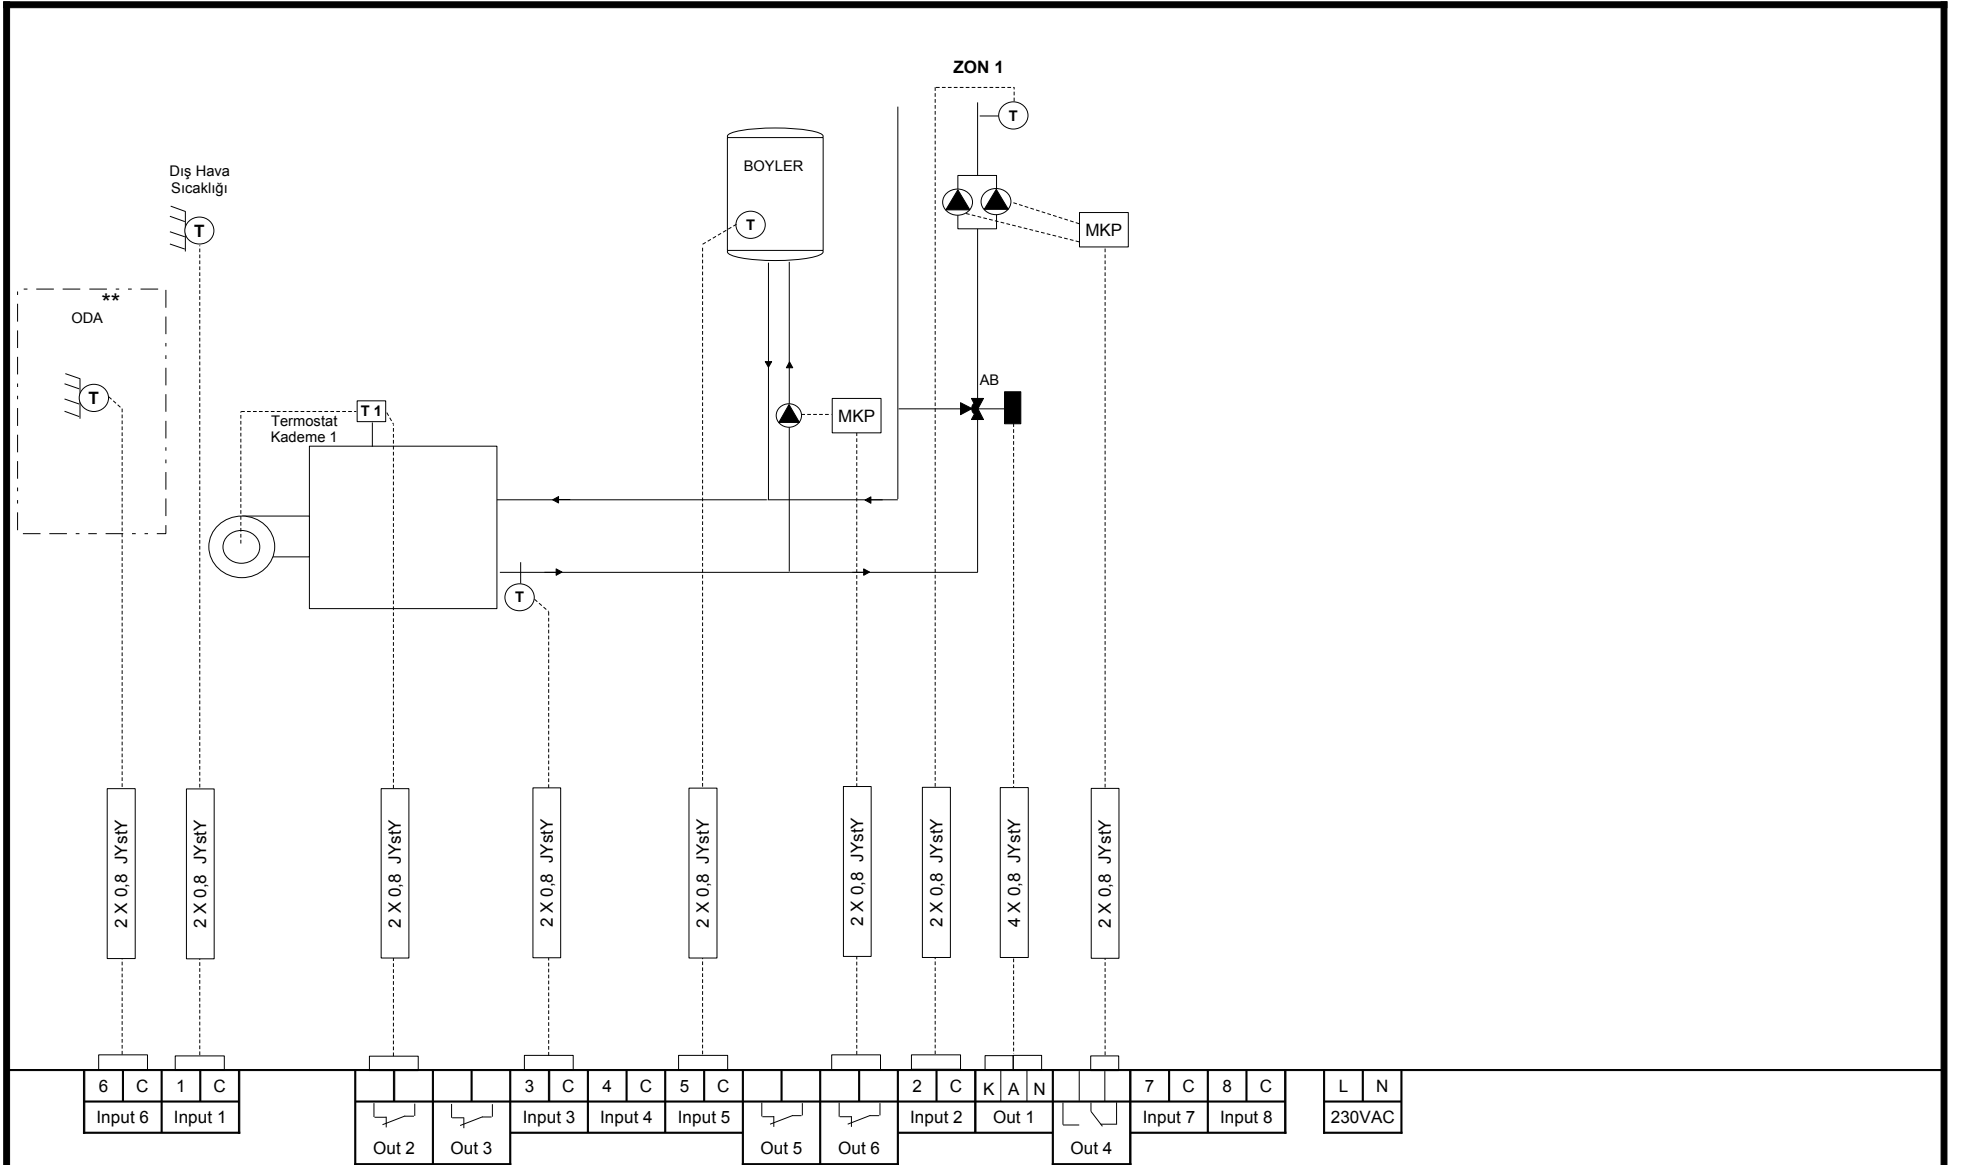 ZON 1
T
BOYLER
T
Dış Hava
Sıcaklığı
T
MKP
**
ODA
T
AB
T 1
Termostat
Kademe 1
MKP
T
2 X 0,8 JYstY
2 X 0,8 JYstY
2 X 0,8 JYstY
2 X 0,8 JYstY
2 X 0,8 JYstY
2 X 0,8 JYstY
2 X 0,8 JYstY
4 X 0,8 JYstY
2 X 0,8 JYstY
6 C 1 C 3 C 4 C 5 C 2 C K A N 7 C 8 C L N
Input 6 Input 1 Input 3 Input 4 Input 5 Input 2 Out 1 Input 7 Input 8 230VAC
Out 2 Out 3 Out 5 Out 6 Out 4